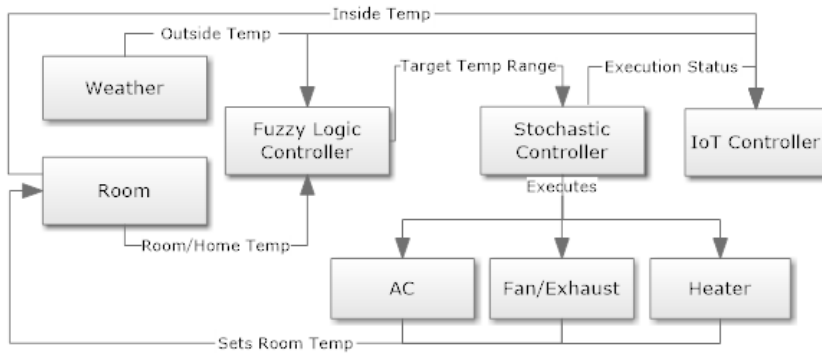 Inside Temp
Outside Temp
Target Temp Range
Execution Status
Weather
Fuzzy Logic
Controller
Stochastic
Controller
IoT Controller
Room
Executes
Room/Home Temp
AC
Fan/Exhaust
Heater
Sets Room Temp